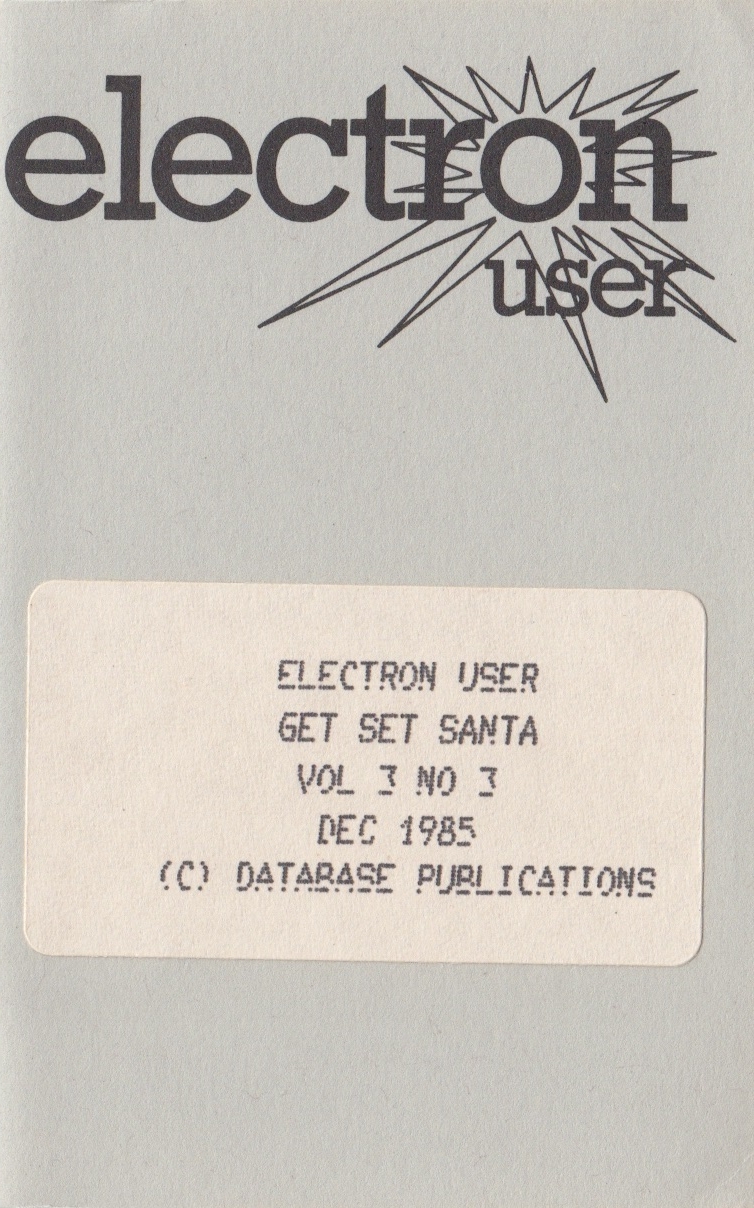 electron
user
ELECTRON USER
GET SET SANTA
VOL 3 NO 3
DEC 1985
(C) DATABASE PUBLICATIONS